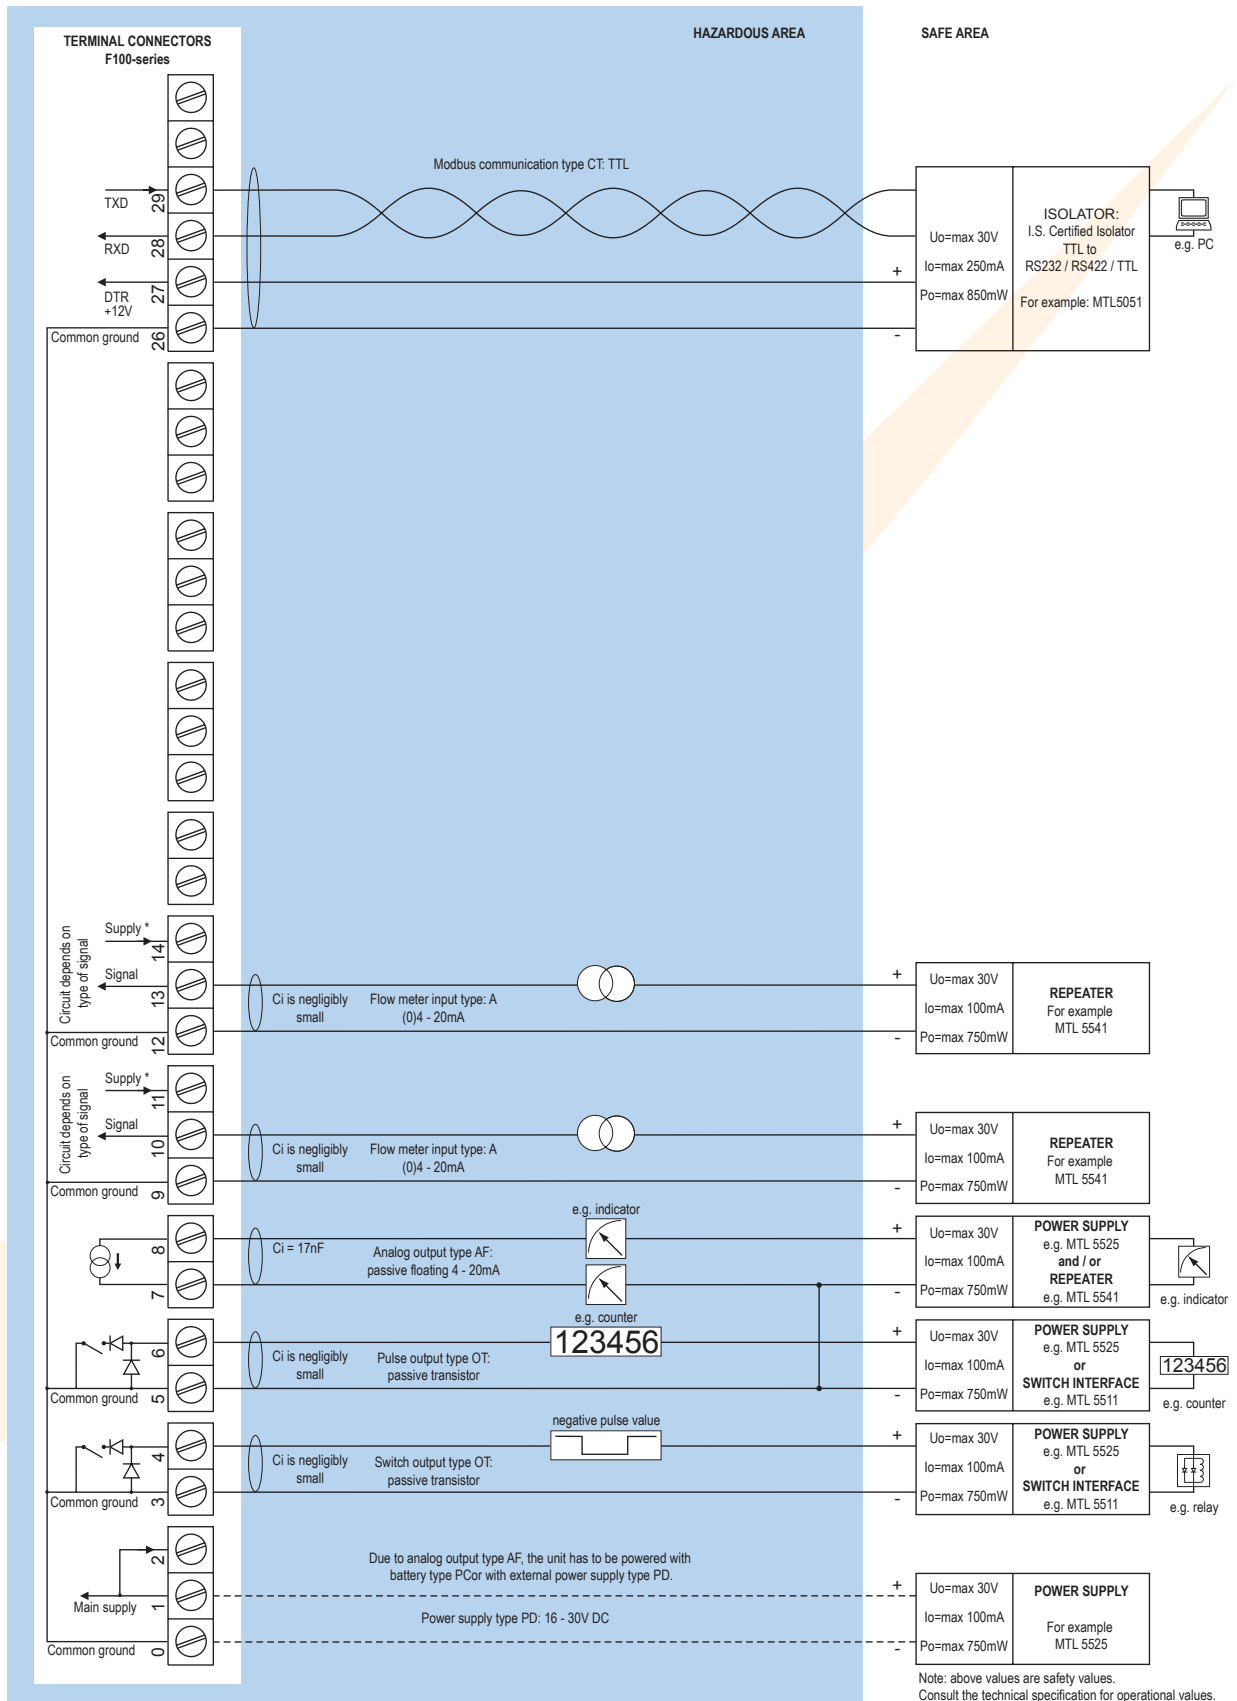 TERMINAL CONNECTORS
F100-series
HAZARDOUS AREA
SAFE AREA
Modbus communication type CT: TTL
TXD
29
RXD
28
DTR
+12V
27
Common ground
26
+
-
Uo=max 30V
Io=max 250mA
Po=max 850mW
ISOLATOR:
I.S. Certified Isolator
TTL to
RS232 / RS422 / TTL
For example: MTL5051
e.g. PC
Circuit depends on
type of signal
Supply *
14
Signal
13
Common ground
12
Ci is negligibly
small
Flow meter input type: A
(0)4 - 20mA
+
-
Uo=max 30V
Io=max 100mA
Po=max 750mW
REPEATER
For example
MTL 5541
Circuit depends on
type of signal
Supply *
11
Signal
10
Common ground
9
Ci is negligibly
small
Flow meter input type: A
(0)4 - 20mA
+
-
Uo=max 30V
Io=max 100mA
Po=max 750mW
REPEATER
For example
MTL 5541
8
7
Ci = 17nF
Analog output type AF:
passive floating 4 - 20mA
e.g. indicator
+
-
Uo=max 30V
Io=max 100mA
Po=max 750mW
POWER SUPPLY
e.g. MTL 5525
and / or
REPEATER
e.g. MTL 5541
e.g. indicator
6
Common ground
5
Ci is negligibly
small
Pulse output type OT:
passive transistor
e.g. counter
123456
+
-
Uo=max 30V
Io=max 100mA
Po=max 750mW
POWER SUPPLY
e.g. MTL 5525
or
SWITCH INTERFACE
e.g. MTL 5511
123456
e.g. counter
4
Common ground
3
Ci is negligibly
small
Switch output type OT:
passive transistor
negative pulse value
+
-
Uo=max 30V
Io=max 100mA
Po=max 750mW
POWER SUPPLY
e.g. MTL 5525
or
SWITCH INTERFACE
e.g. MTL 5511
e.g. relay
2
Main supply
1
Common ground
0
Due to analog output type AF, the unit has to be powered with
battery type PCor with external power supply type PD.
Power supply type PD: 16 - 30V DC
+
-
Uo=max 30V
Io=max 100mA
Po=max 750mW
POWER SUPPLY
For example
MTL 5525
Note: above values are safety values.
Consult the technical specification for operational values.